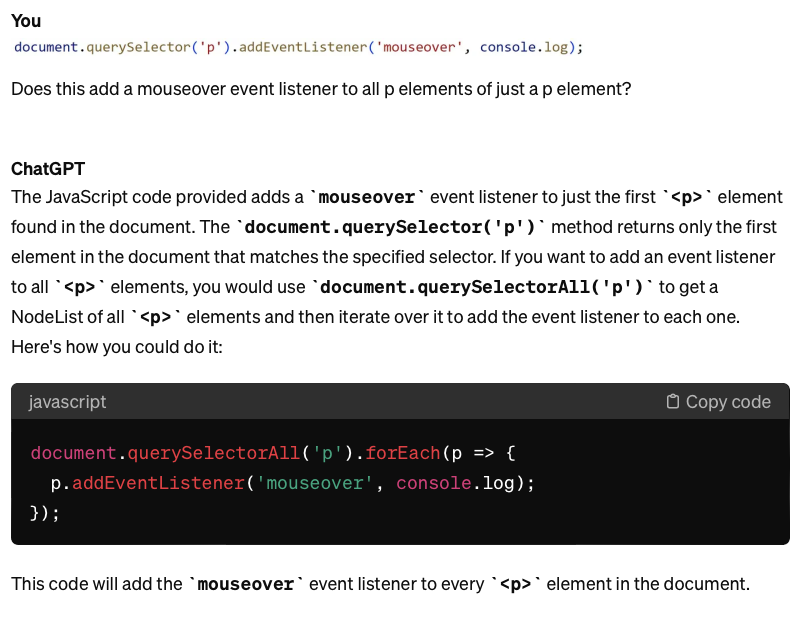 You
document.querySelector('p').addEventListener('mouseover', console.log);
Does this add a mouseover event listener to all p elements of just a p element?
ChatGPT
The JavaScript code provided adds a `mouseover` event listener to just the first `<p>` element
found in the document. The `document.querySelector('p')` method returns only the first
element in the document that matches the specified selector. If you want to add an event listener
to all `<p>` elements, you would use `document.querySelectorAll('p')` to get a
NodeList of all `<p>` elements and then iterate over it to add the event listener to each one.
Here's how you could do it:
javascript Copy code
document.querySelectorAll('p').forEach(p => {
  p.addEventListener('mouseover', console.log);
});
This code will add the `mouseover` event listener to every `<p>` element in the document.